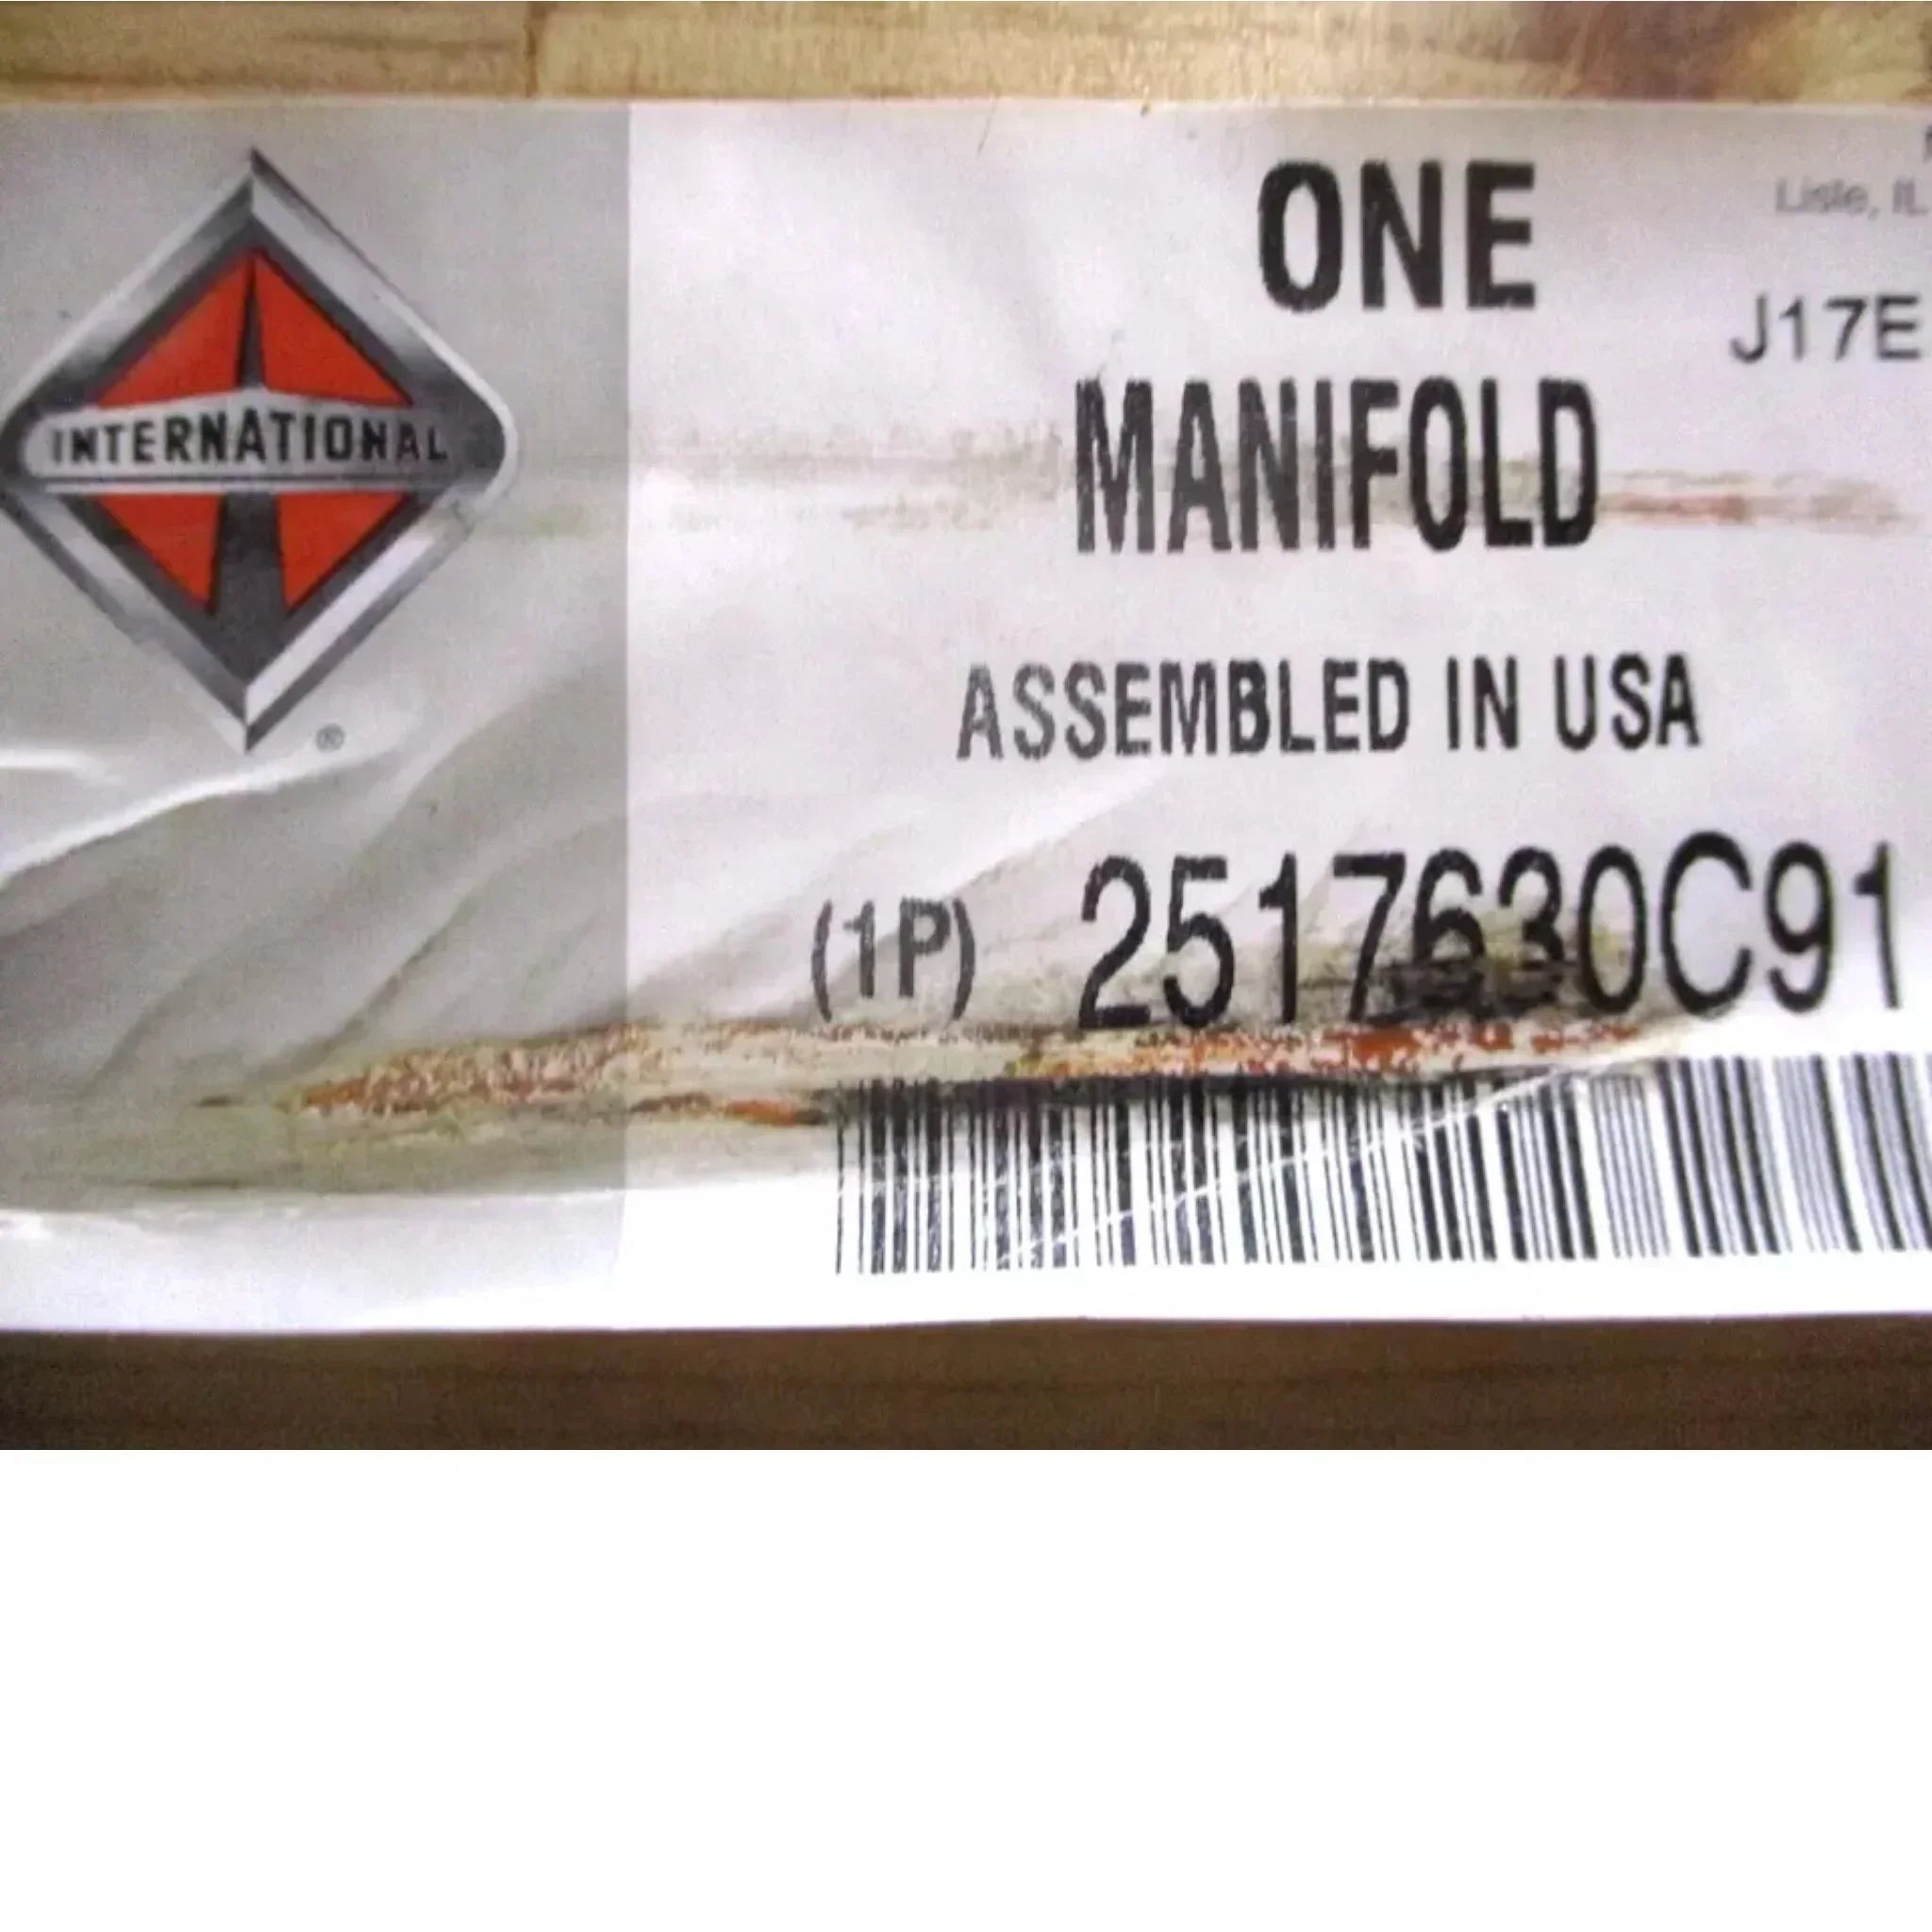 INTERNATIONAL
®
ONE
Lisle, IL
J17E
MANIFOLD
ASSEMBLED IN USA
(1P) 2517630C91